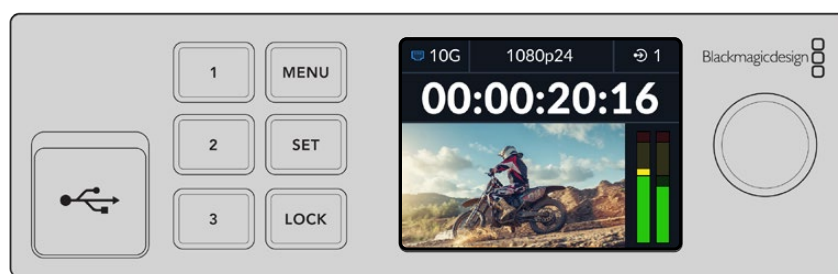 1
MENU
2
SET
3
LOCK
10G 1080p24 1
00:00:20:16
Blackmagicdesign